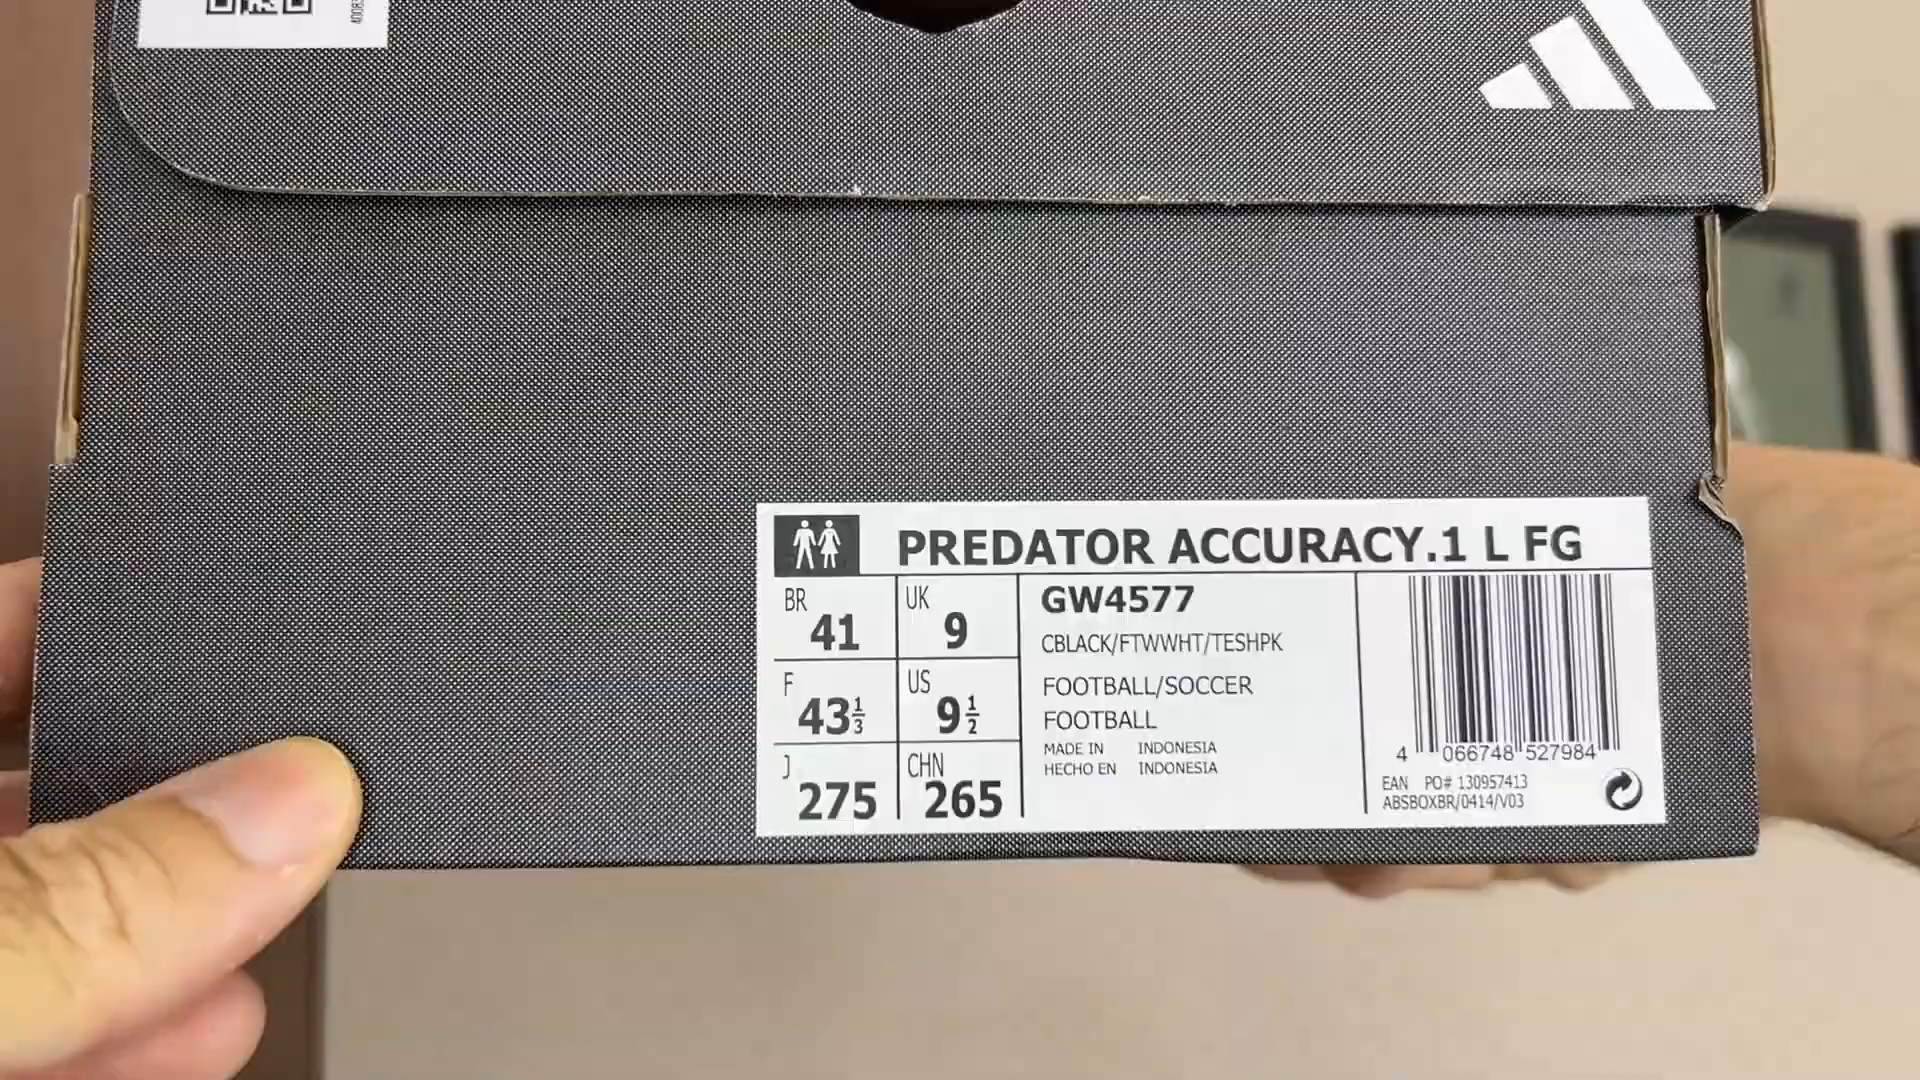 PREDATOR ACCURACY.1 L FG
BR 41
UK 9
F 43⅓
US 9½
J 275
CHN 265
GW4577
CBLACK/FTWWHT/TESHPK
FOOTBALL/SOCCER
FOOTBALL
MADE IN INDONESIA
HECHO EN INDONESIA
4 066748 527984
EAN PO# 130957413
ABSBOXBR/0414/V03